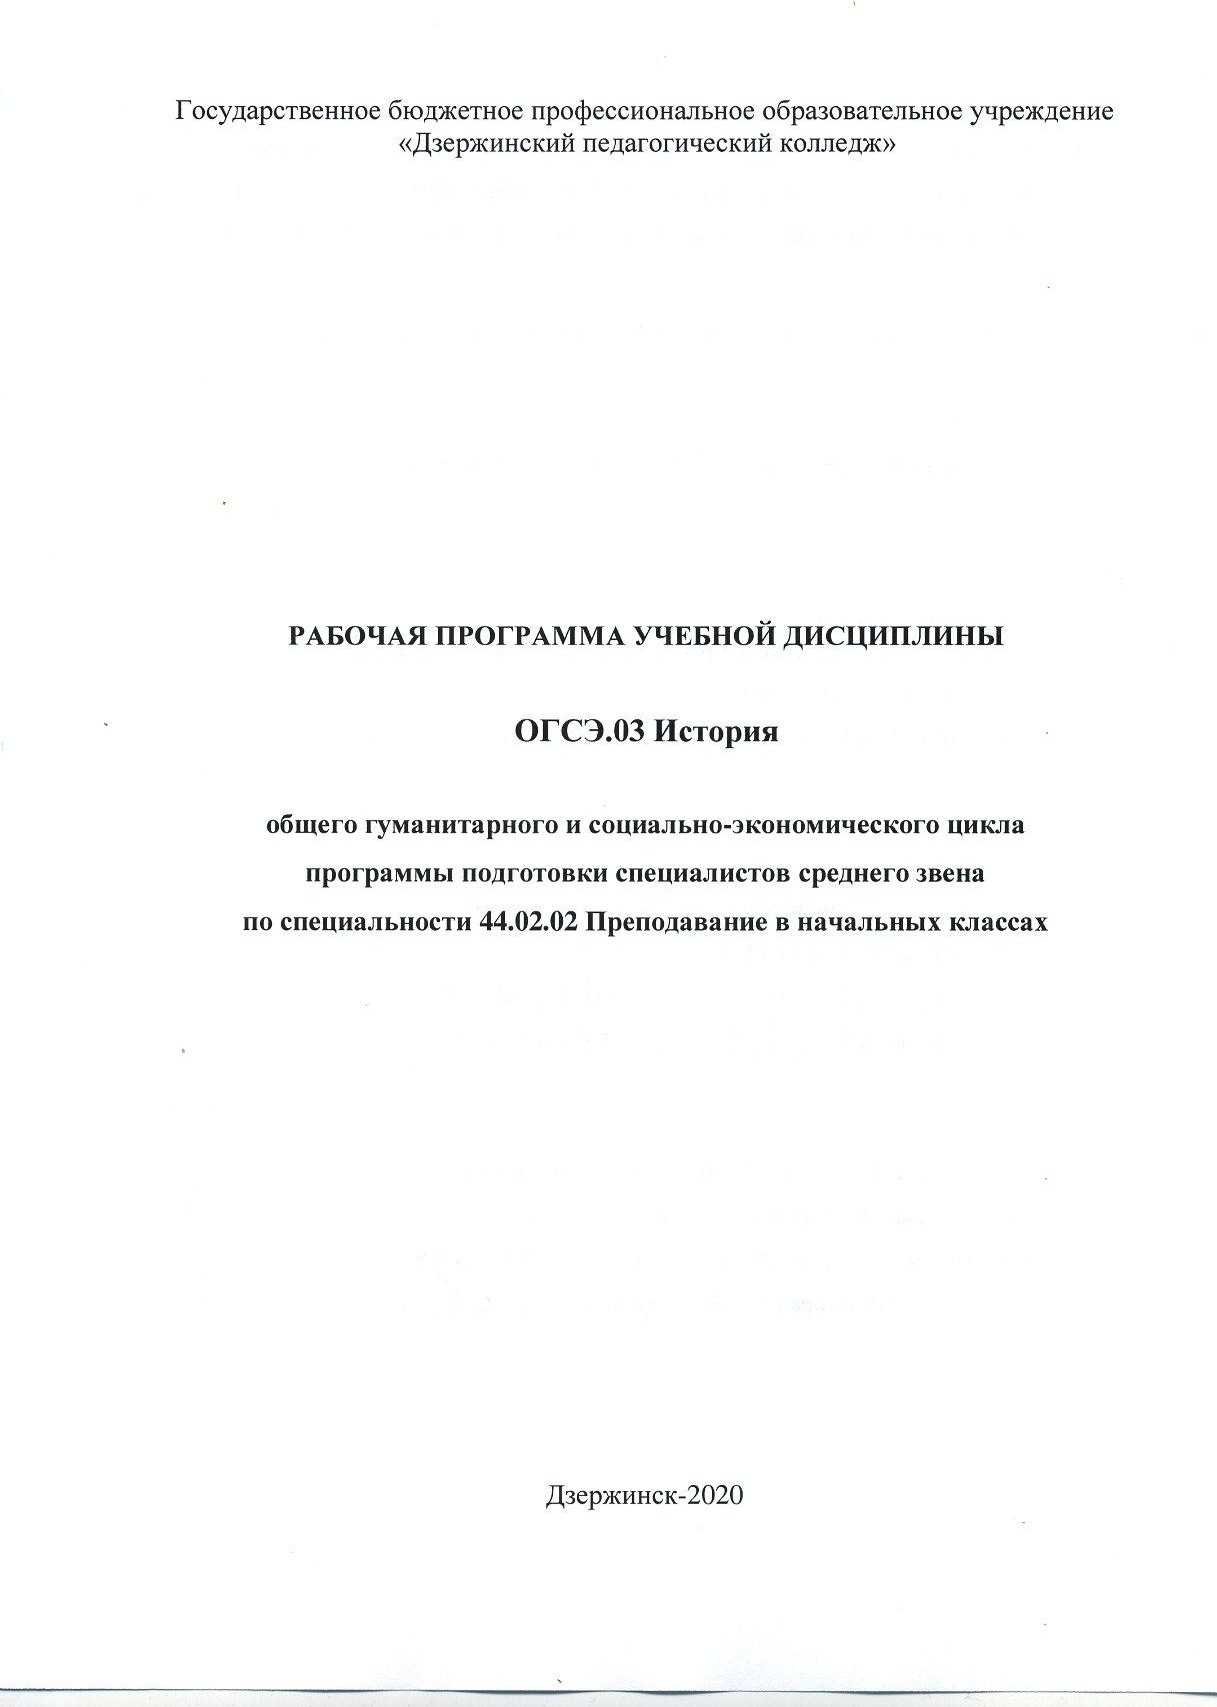 Государственное бюджетное профессиональное образовательное учреждение
«Дзержинский педагогический колледж»
РАБОЧАЯ ПРОГРАММА УЧЕБНОЙ ДИСЦИПЛИНЫ
ОГСЭ.03 История
общего гуманитарного и социально-экономического цикла
программы подготовки специалистов среднего звена
по специальности 44.02.02 Преподавание в начальных классах
Дзержинск-2020